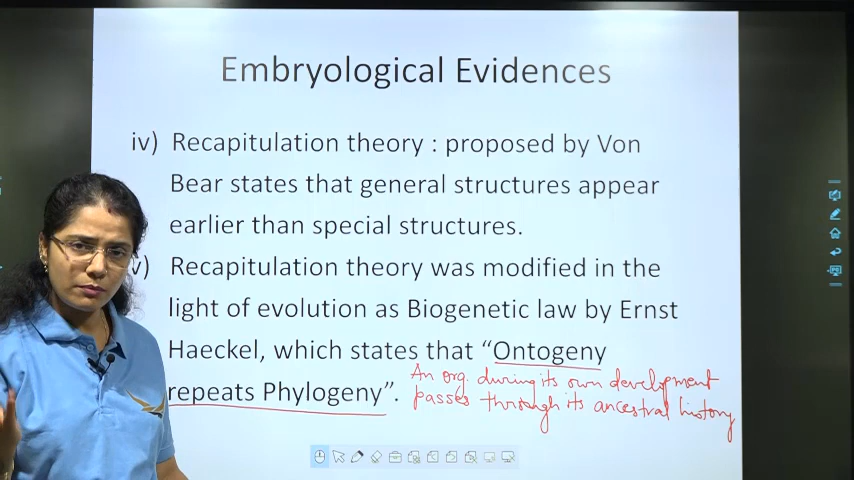 Embryological Evidences
iv) Recapitulation theory : proposed by Von
Bear states that general structures appear
earlier than special structures.
v) Recapitulation theory was modified in the
light of evolution as Biogenetic law by Ernst
Haeckel, which states that “Ontogeny
repeats Phylogeny”.
An org. during its own development
passes through its ancestral history